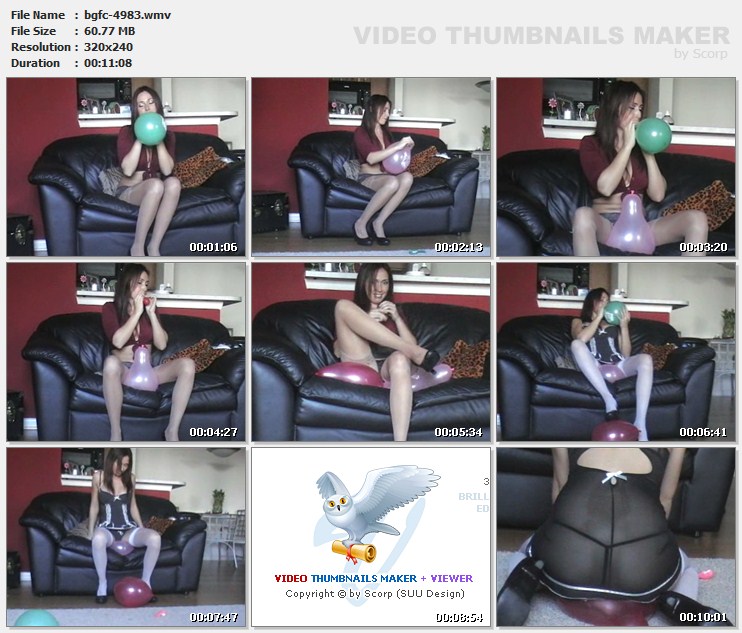 File Name : bgfc-4983.wmv
VIDEO THUMBNAILS MAKER
File Size : 60.77 MB
by Scorp
Resolution : 320x240
Duration : 00:11:08
00:01:06
00:02:13
00:03:20
00:04:27
00:05:34
00:06:41
3
BRILL
ED
VIDEO THUMBNAILS MAKER + VIEWER
Copyright © by Scorp (SUU Design)
00:07:47
00:08:54
00:10:01